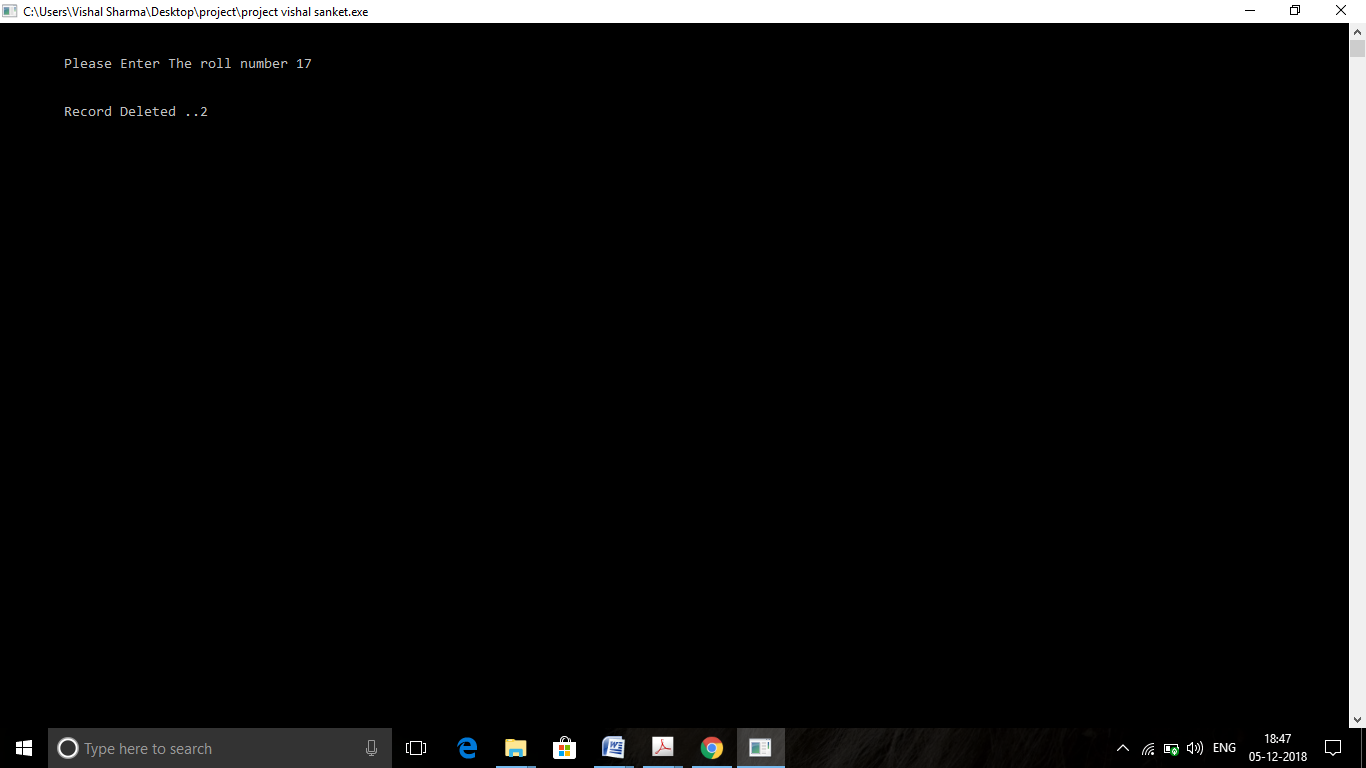 C:\Users\Vishal Sharma\Desktop\project\project vishal sanket.exe
Please Enter The roll number 17
Record Deleted ..2
Type here to search
ENG
18:47
05-12-2018